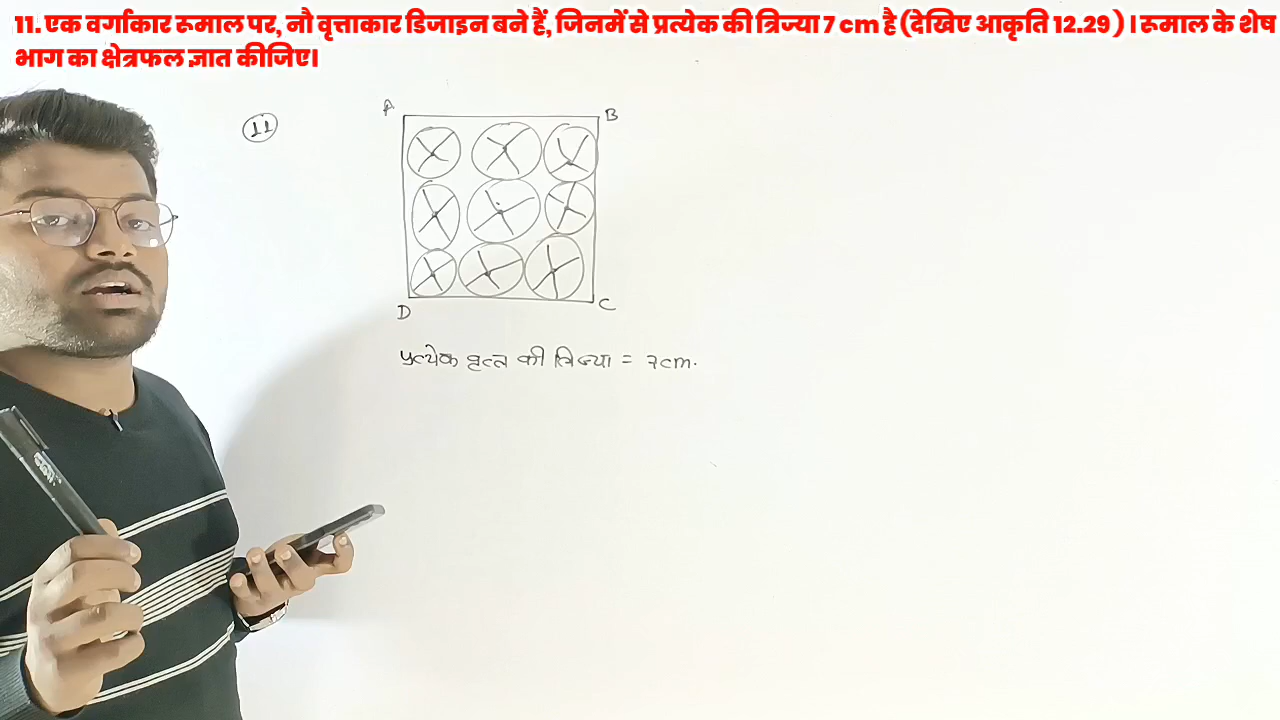 11. एक वर्गाकार रूमाल पर, नौ वृत्ताकार डिजाइन बने हैं, जिनमें से प्रत्येक की त्रिज्या 7 cm है (देखिए आकृति 12.29) । रूमाल के शेष
भाग का क्षेत्रफल ज्ञात कीजिए।
11
A B
D C
प्रत्येक वृत्त की त्रिज्या = 7cm.